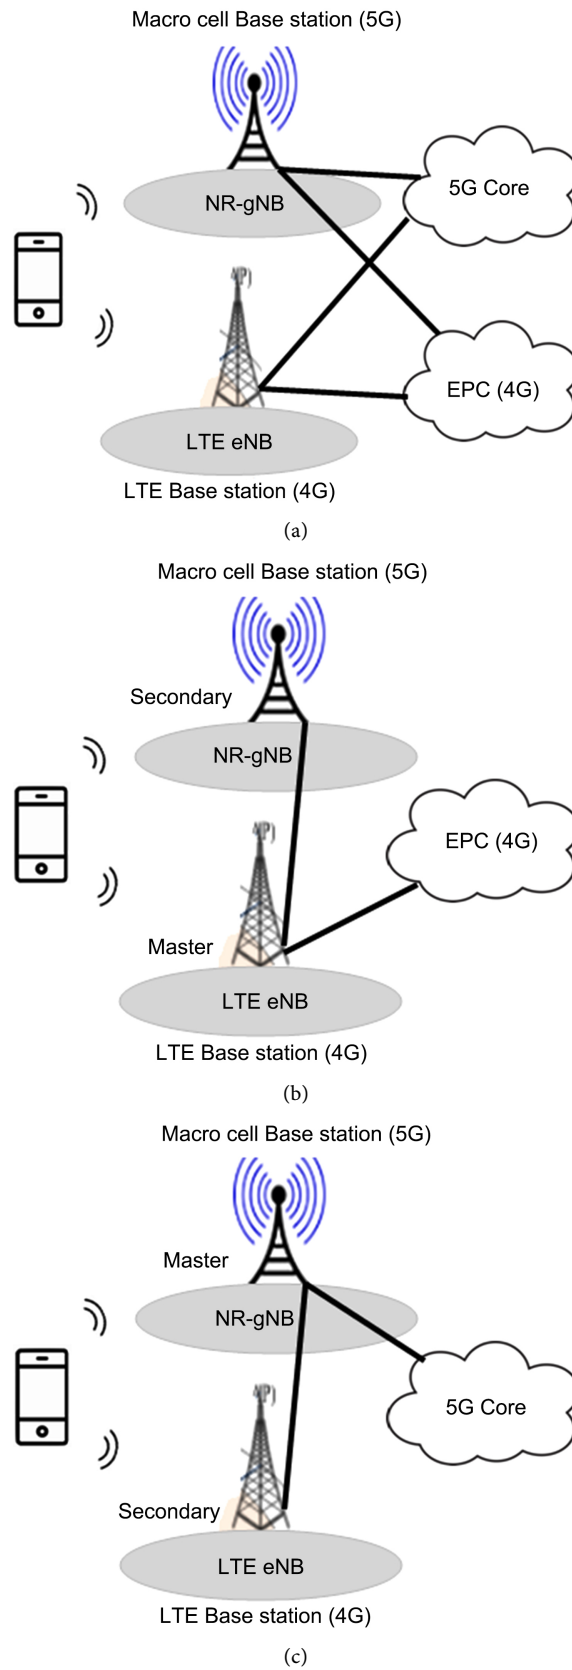 Macro cell Base station (5G)
5G Core
NR-gNB
EPC (4G)
LTE eNB
LTE Base station (4G)
(a)
Macro cell Base station (5G)
Secondary
NR-gNB
EPC (4G)
Master
LTE eNB
LTE Base station (4G)
(b)
Macro cell Base station (5G)
Master
NR-gNB
5G Core
Secondary
LTE eNB
LTE Base station (4G)
(c)